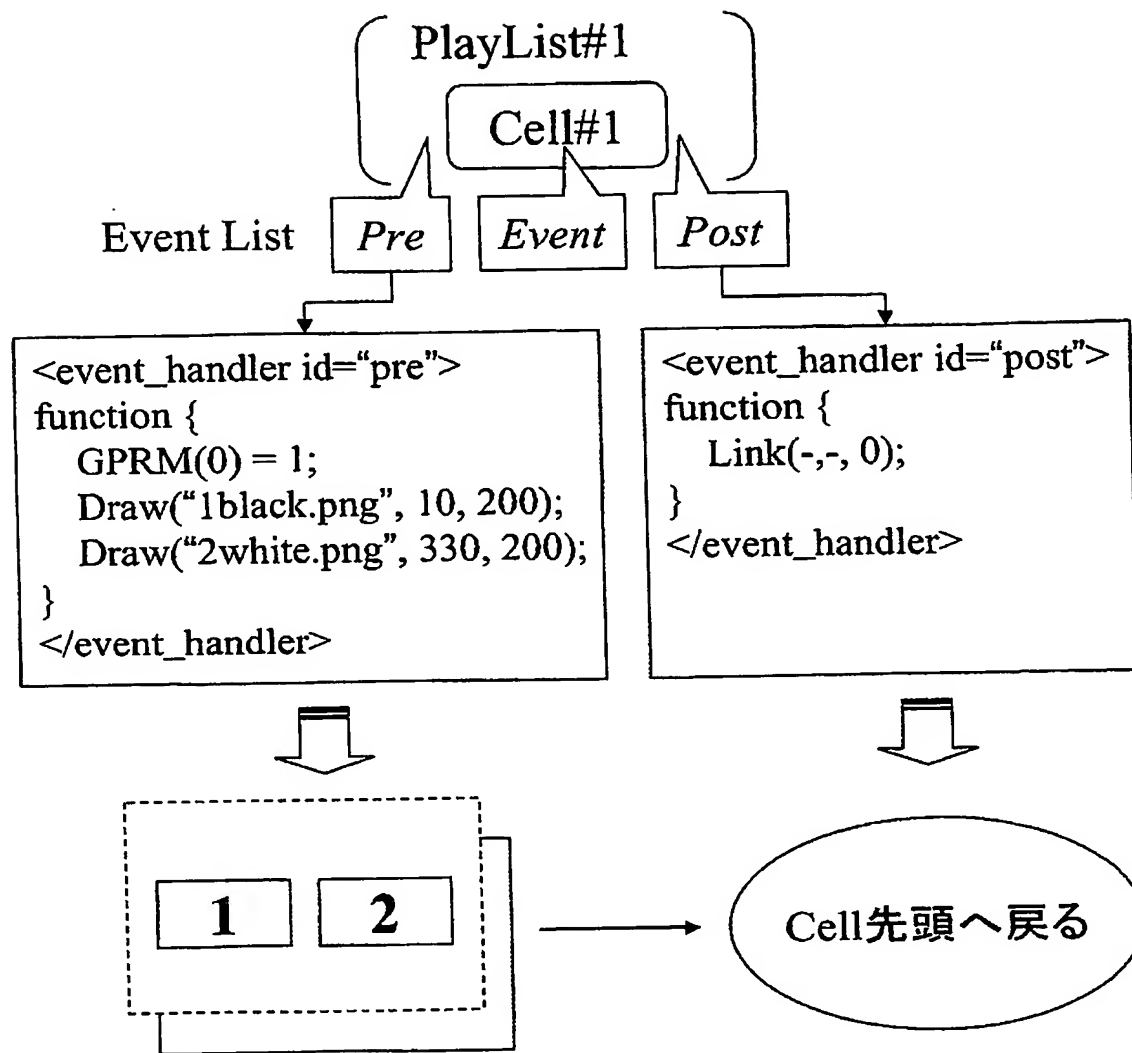 PlayList#1
Cell#1
Event List
Pre
Event
Post
<event_handler id=“pre”>
function {
GPRM(0) = 1;
Draw(“1black.png”, 10, 200);
Draw(“2white.png”, 330, 200);
}
</event_handler>
<event_handler id=“post”>
function {
Link(-,-, 0);
}
</event_handler>
1 2
Cell先頭へ戻る